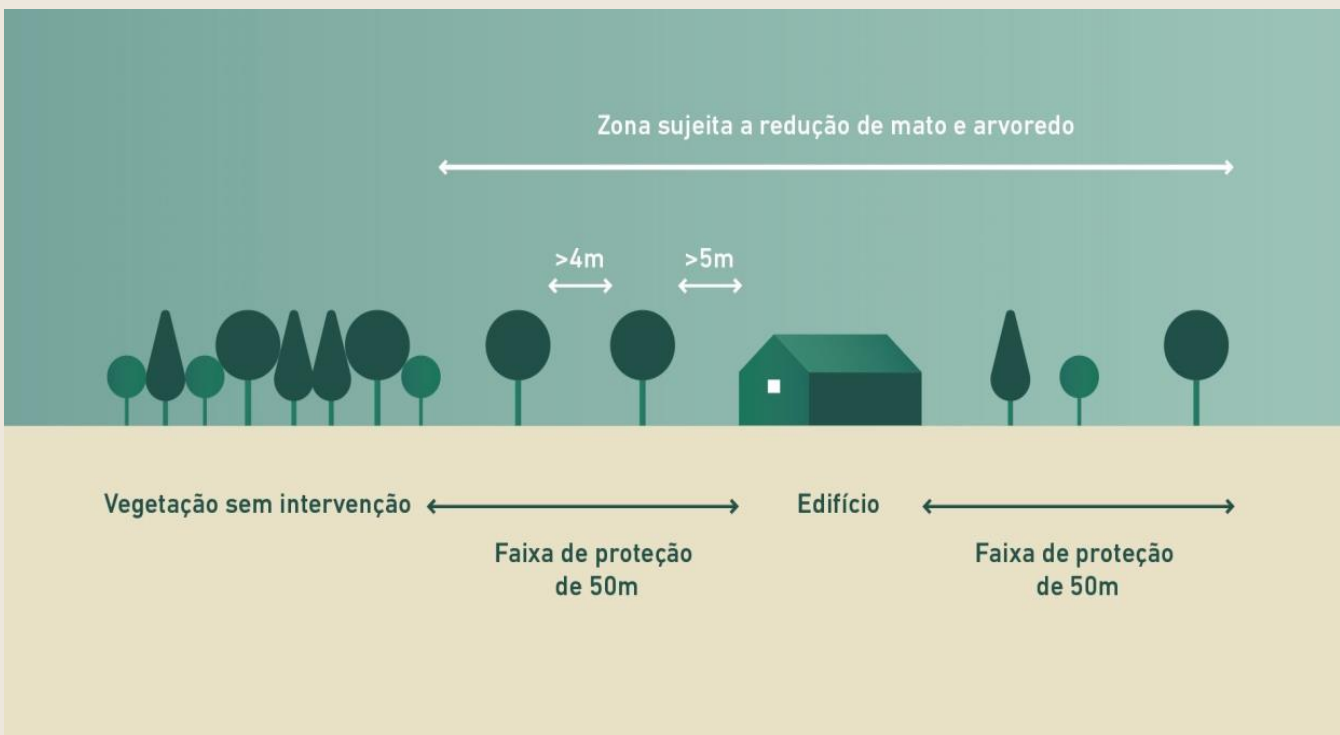 Zona sujeita a redução de mato e arvoredo
>4m
>5m
Vegetação sem intervenção
Edifício
Faixa de proteção
de 50m
Faixa de proteção
de 50m